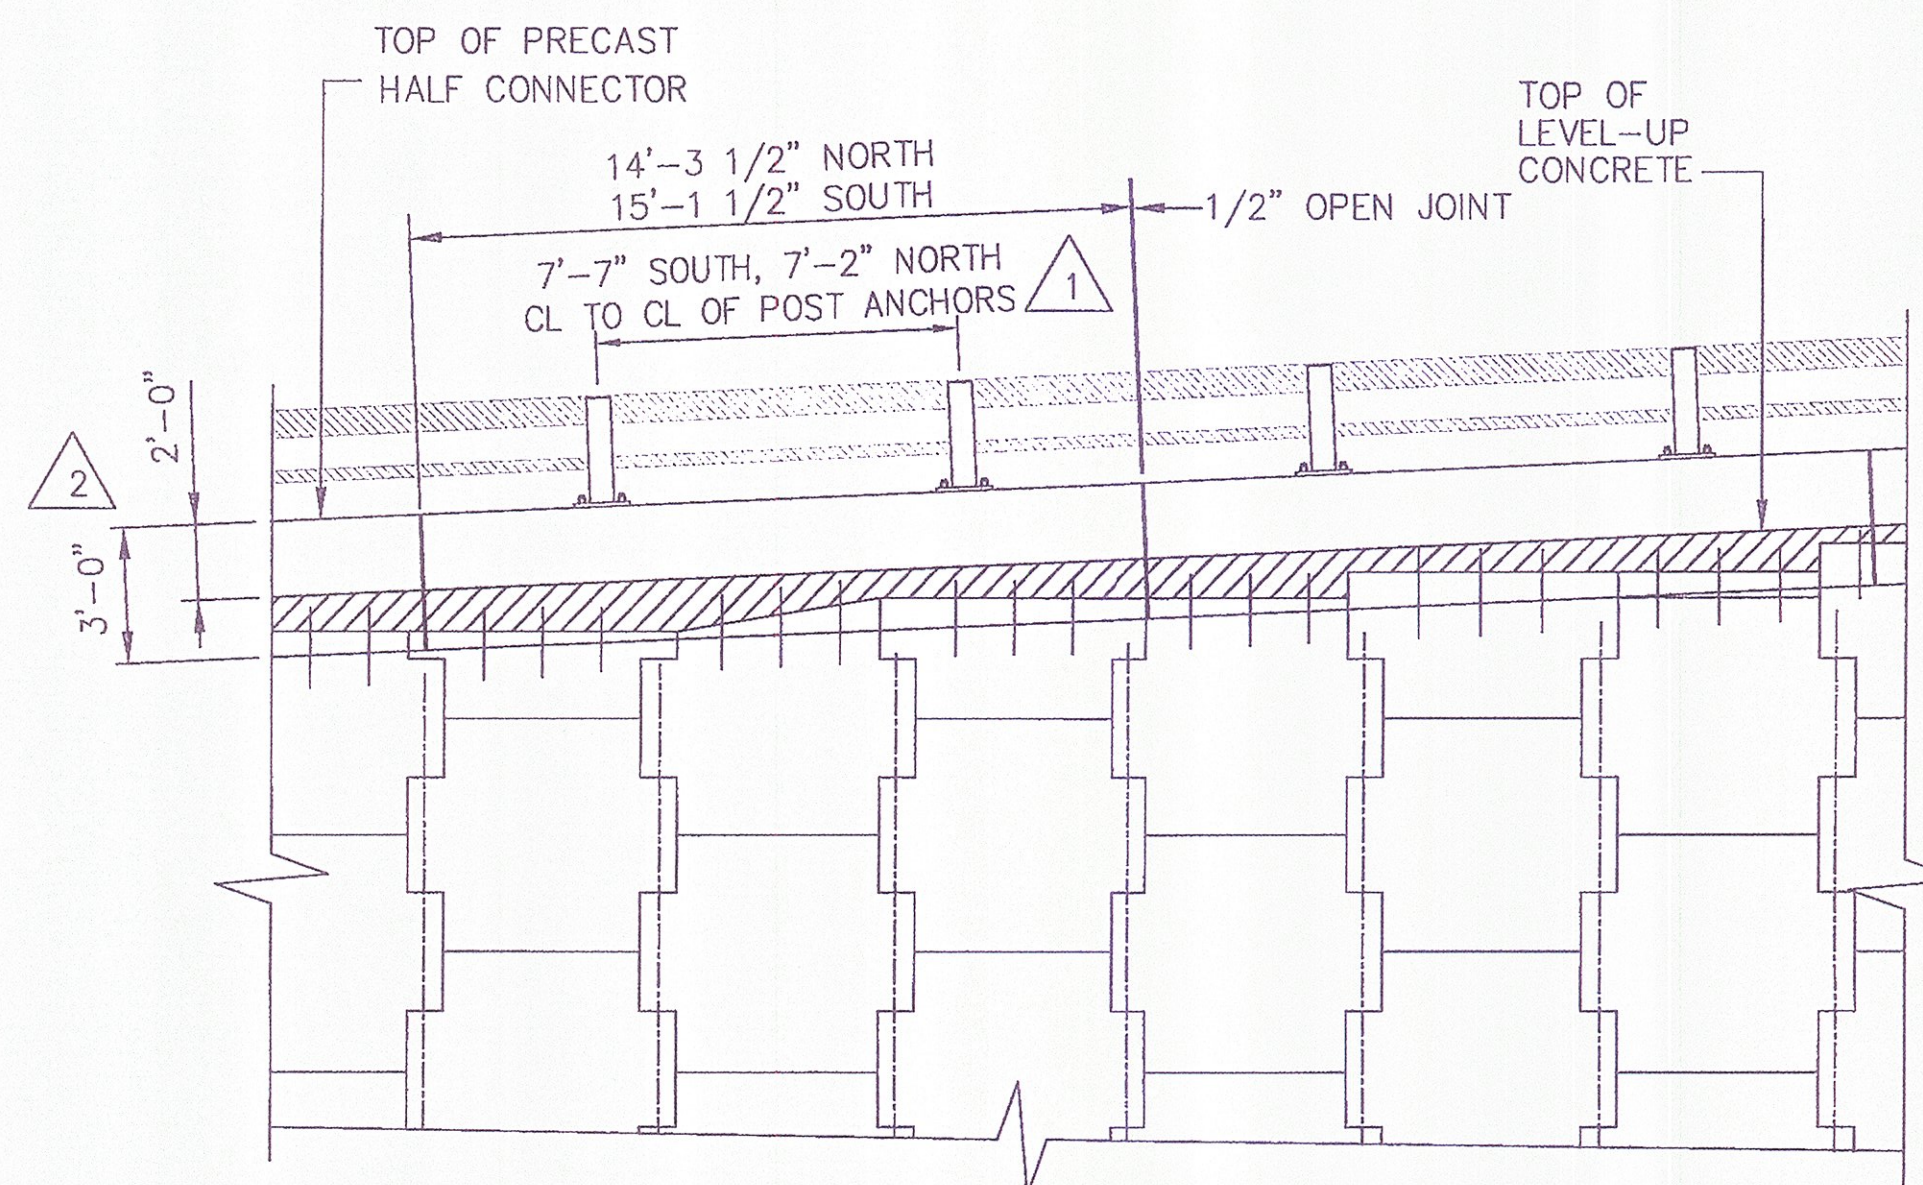 TOP OF PRECAST
HALF CONNECTOR
TOP OF
LEVEL-UP
CONCRETE
14'-3 1/2" NORTH
15'-1 1/2" SOUTH
1/2" OPEN JOINT
7'-7" SOUTH, 7'-2" NORTH
CL TO CL OF POST ANCHORS
1
2'-0"
2
3'-0"